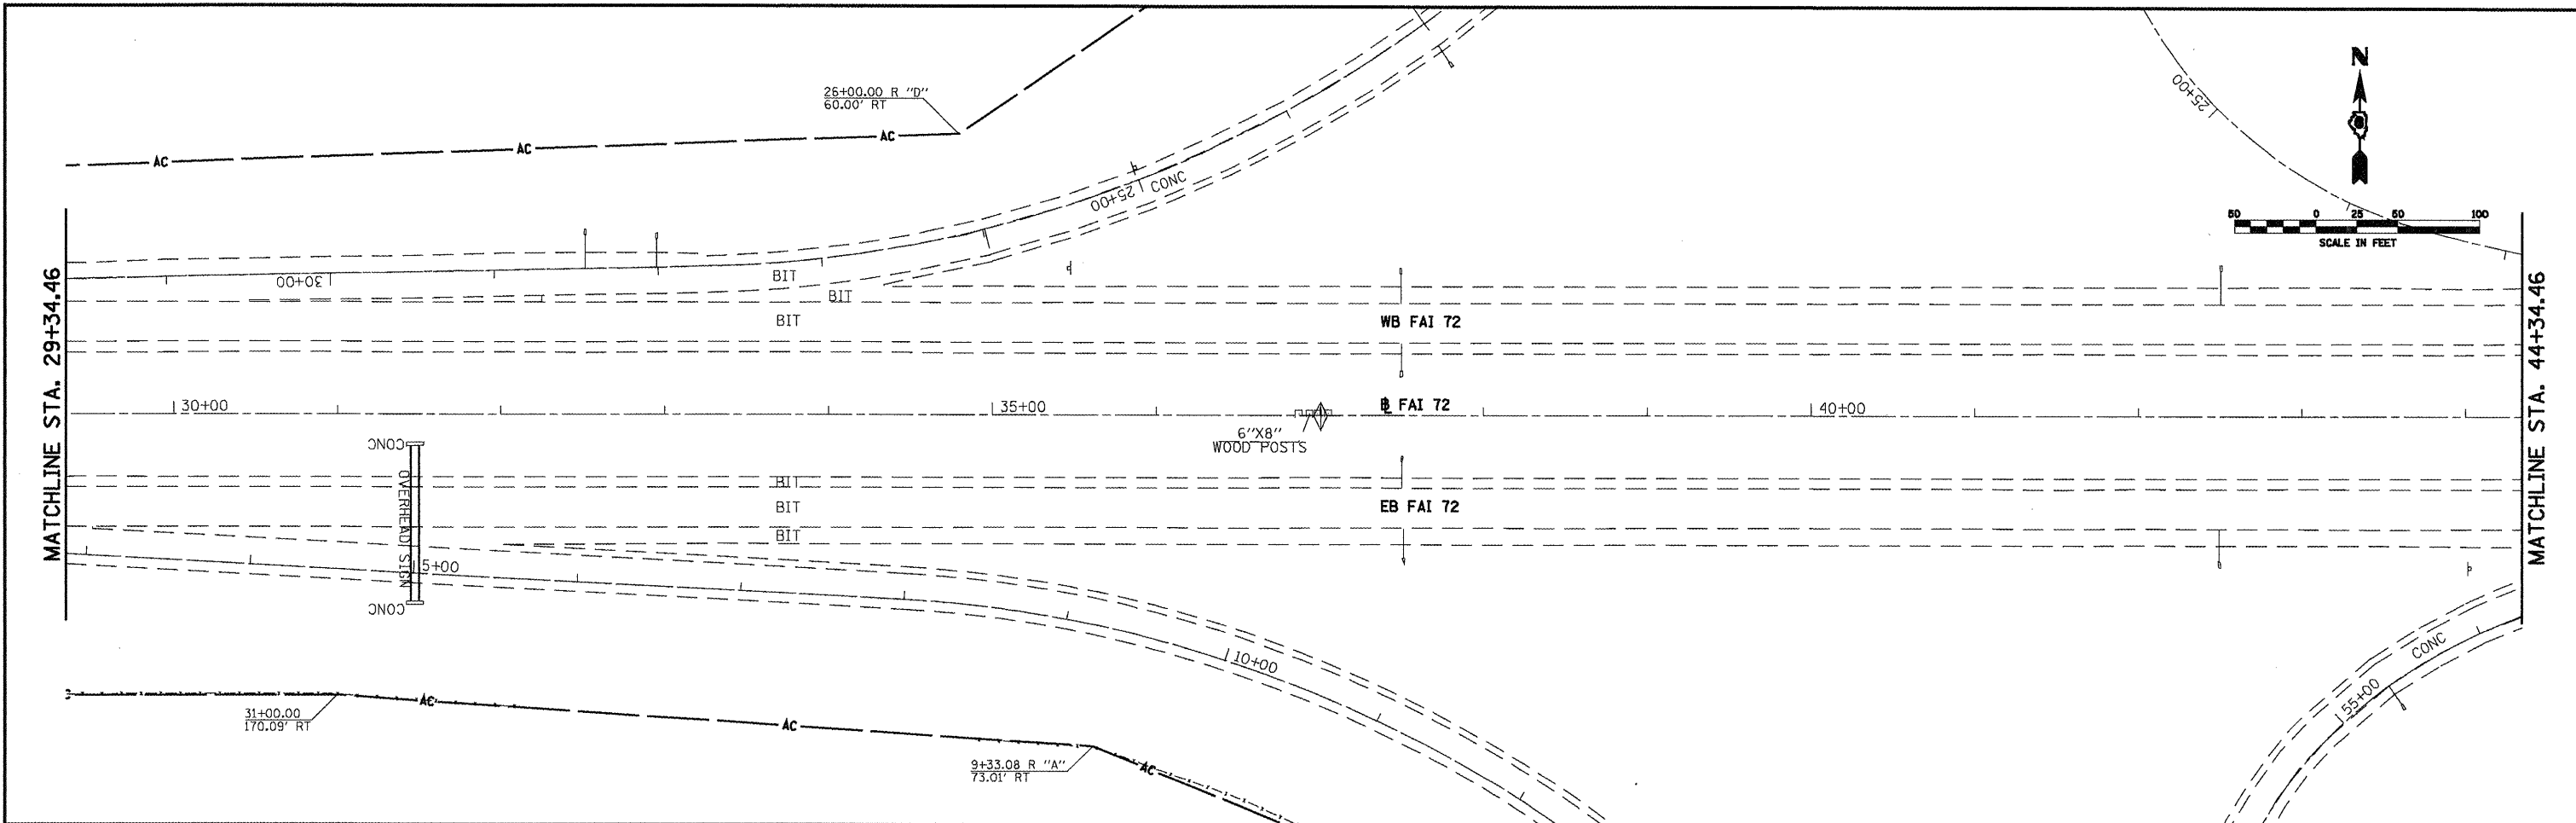 N
25+00
26+00.00 R "D"
60.00' RT
AC
AC
AC
CONC
25+00
50 0 25 50 100
SCALE IN FEET
MATCHLINE STA. 29+34.46
30+00
BIT
BIT
BIT
WB FAI 72
MATCHLINE STA. 44+34.46
30+00
35+00
℄ FAI 72
40+00
6"X8"
WOOD POSTS
CONC
OVERHEAD SIGN
CONC
BIT
BIT
BIT
EB FAI 72
5+00
10+00
CONC
55+00
31+00.00
170.09' RT
AC
AC
AC
9+33.08 R "A"
73.01' RT